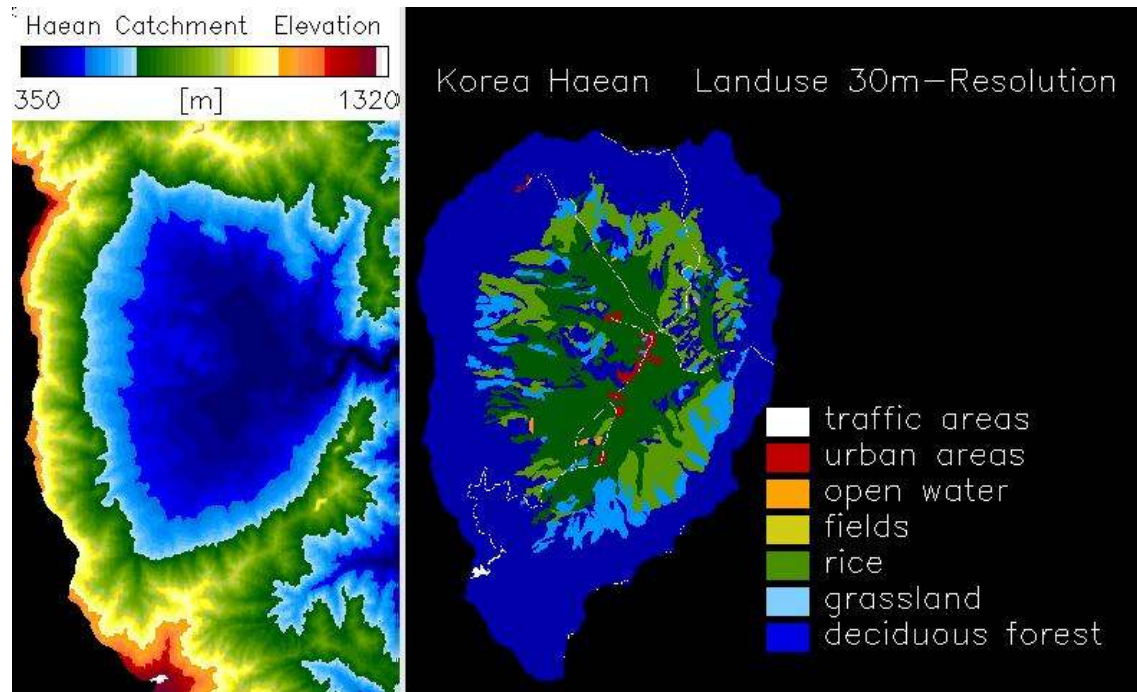 Haean Catchment Elevation
350 [m] 1320
Korea Haean Landuse 30m-Resolution
traffic areas
urban areas
open water
fields
rice
grassland
deciduous forest